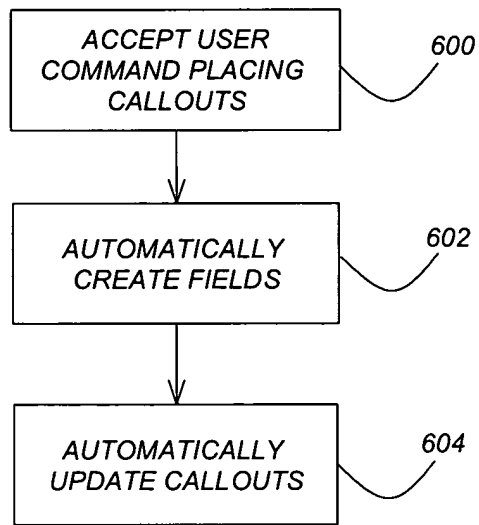 ACCEPT USER
COMMAND PLACING
CALLOUTS
600
AUTOMATICALLY
CREATE FIELDS
602
AUTOMATICALLY
UPDATE CALLOUTS
604